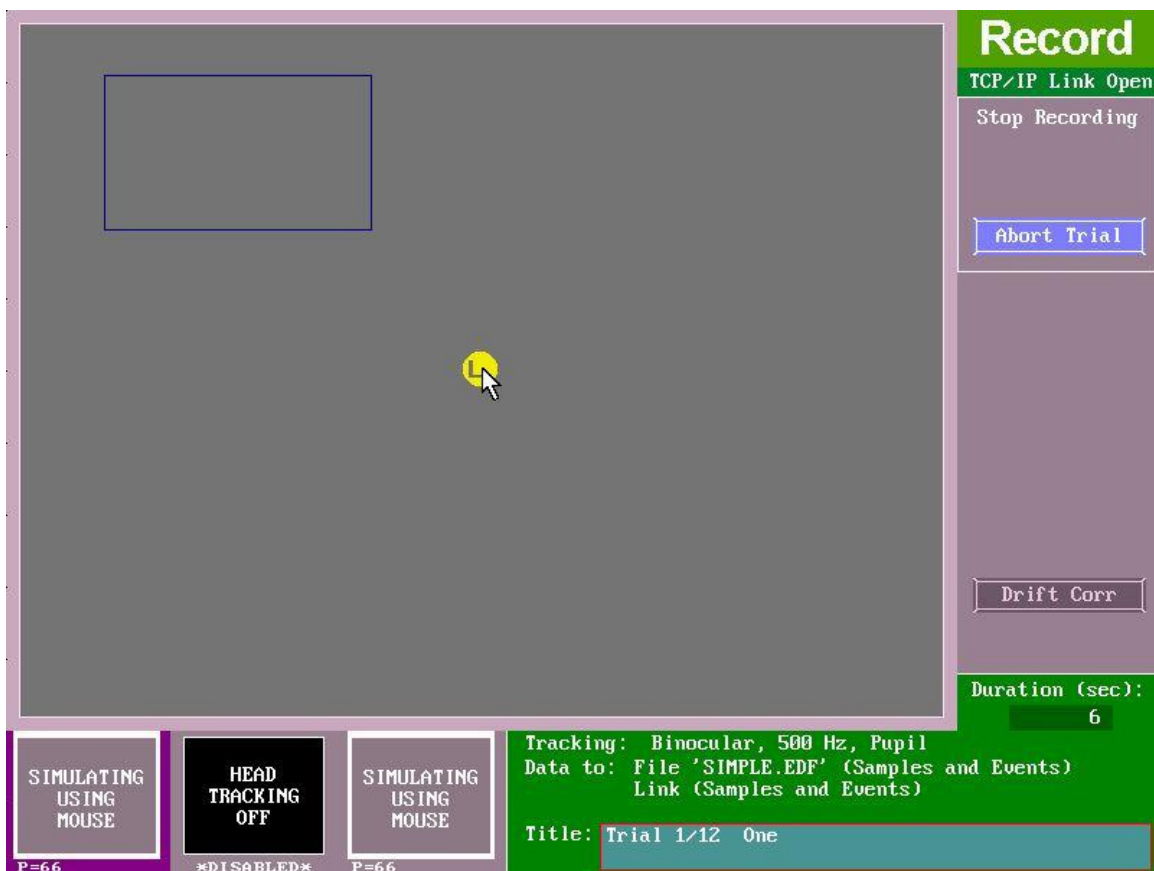 Record
TCP/IP Link Open
Stop Recording
Abort Trial
L
Drift Corr
Duration (sec):
6
SIMULATING
USING
MOUSE
P=66
HEAD
TRACKING
OFF
*DISABLED*
SIMULATING
USING
MOUSE
P=66
Tracking: Binocular, 500 Hz, Pupil
Data to: File 'SIMPLE.EDF' (Samples and Events)
Link (Samples and Events)
Title: Trial 1/12 One